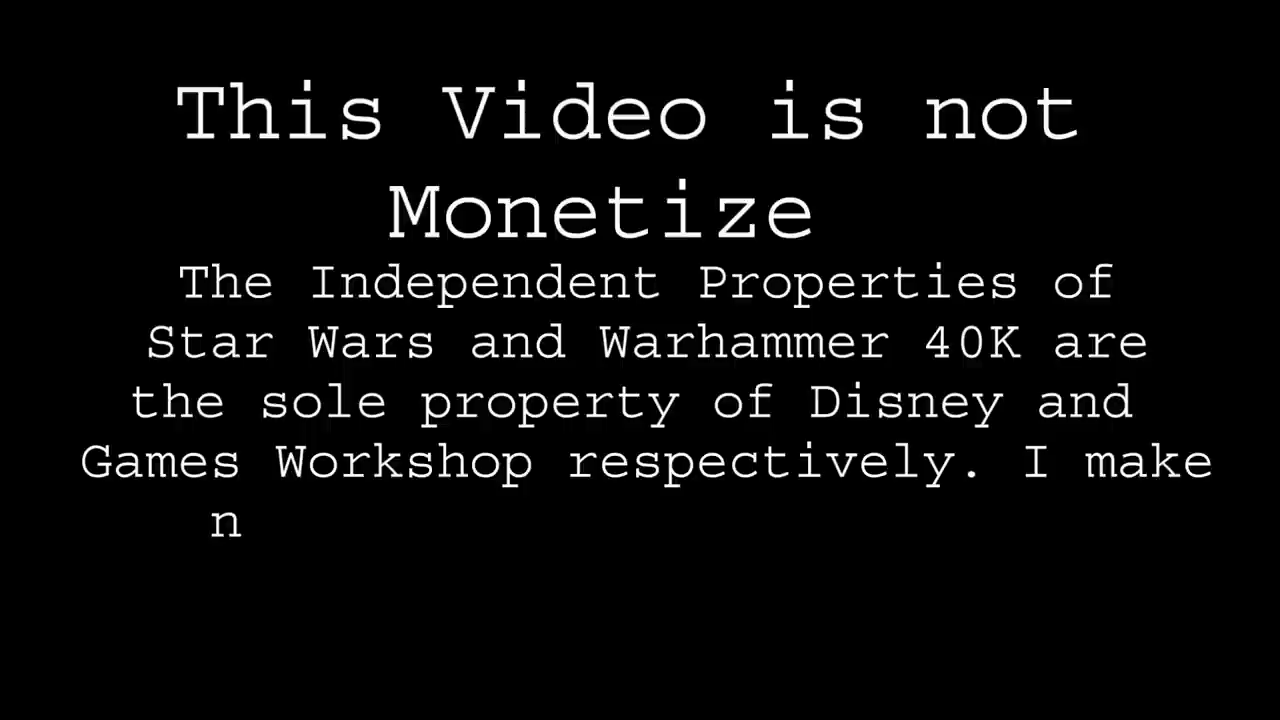 This Video is not
Monetize
The Independent Properties of
Star Wars and Warhammer 40K are
the sole property of Disney and
Games Workshop respectively. I make
n